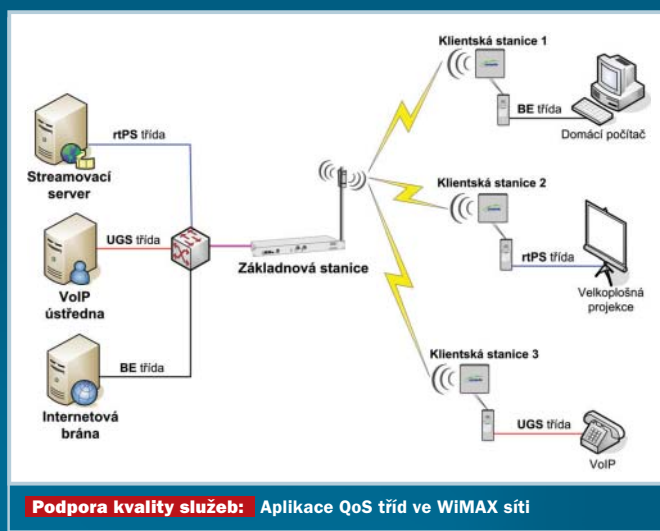 Klientská stanice 1
BE třída
Domácí počítač
rtPS třída
Streamovací
server
Klientská stanice 2
UGS třída
Základnová stanice
rtPS třída
VoIP
ústředna
Velkoplošná
projekce
BE třída
Klientská stanice 3
Internetová
brána
UGS třída
VoIP
Podpora kvality služeb: Aplikace QoS tříd ve WiMAX síti